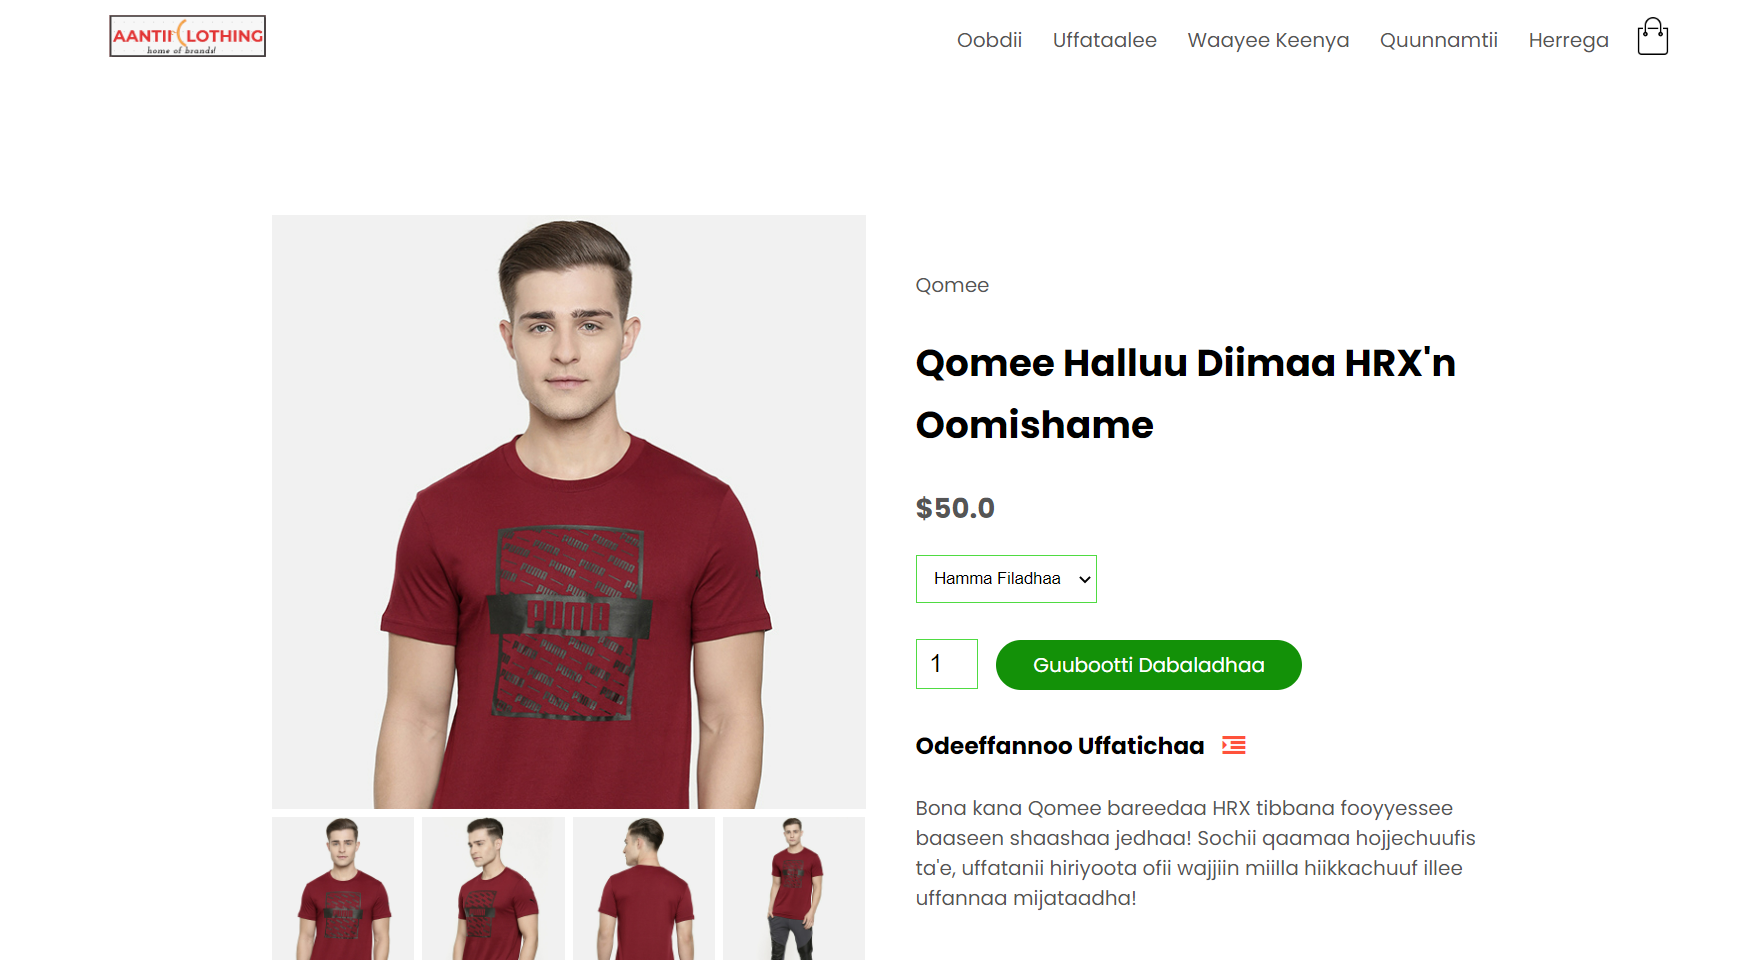 AANTII CLOTHING
home of brands!
Oobdii Uffataalee Waayee Keenya Quunnamtii Herrega
Qomee
Qomee Halluu Diimaa HRX'n
Oomishame
$50.0
Hamma Filadhaa
1 Guubootti Dabaladhaa
Odeeffannoo Uffatichaa
Bona kana Qomee bareedaa HRX tibbana fooyyessee
baaseen shaashaa jedhaa! Sochii qaamaa hojjechuufis
ta'e, uffatanii hiriyoota ofii wajjiin miilla hiikkachuuf illee
uffannaa mijataadha!
PUMA